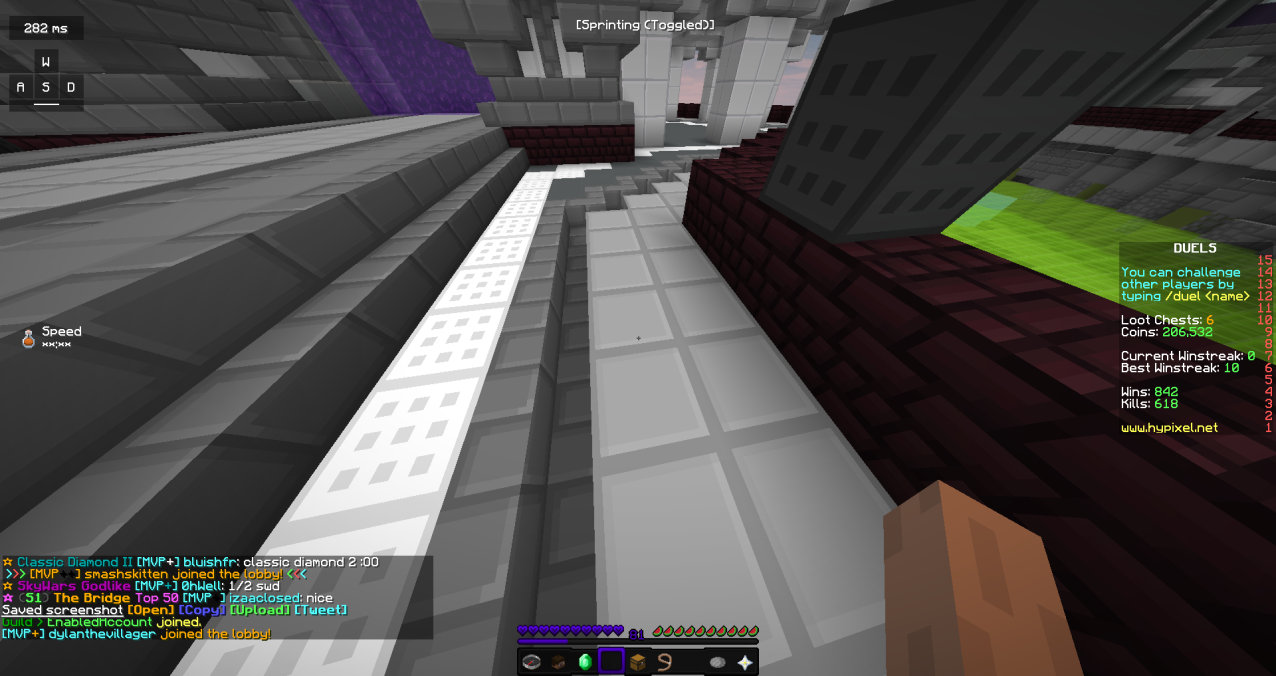 282 ms
[Sprinting (Toggled)]
W
A S D
Speed
**:**
DUELS
15
You can challenge 14
other players by 13
typing /duel <name> 12
11
Loot Chests: 6 10
Coins: 206,532 9
8
Current Winstreak: 0 7
Best Winstreak: 10 6
5
Wins: 842 4
Kills: 618 3
2
www.hypixel.net 1
☆ Classic Diamond II [MVP+] bluishfr: classic diamond 2 :00
>>> [MVP++] smashskitten joined the lobby! <<<
☆ SkyWars Godlike [MVP+] 0hWell: 1/2 swd
☆ (51) The Bridge Top 50 [MVP+] izaaclosed: nice
Saved screenshot [Open] [Copy] [Upload] [Tweet]
build > EnabledMccount joined.
[MVP+] dylanthevillager joined the lobby!
81